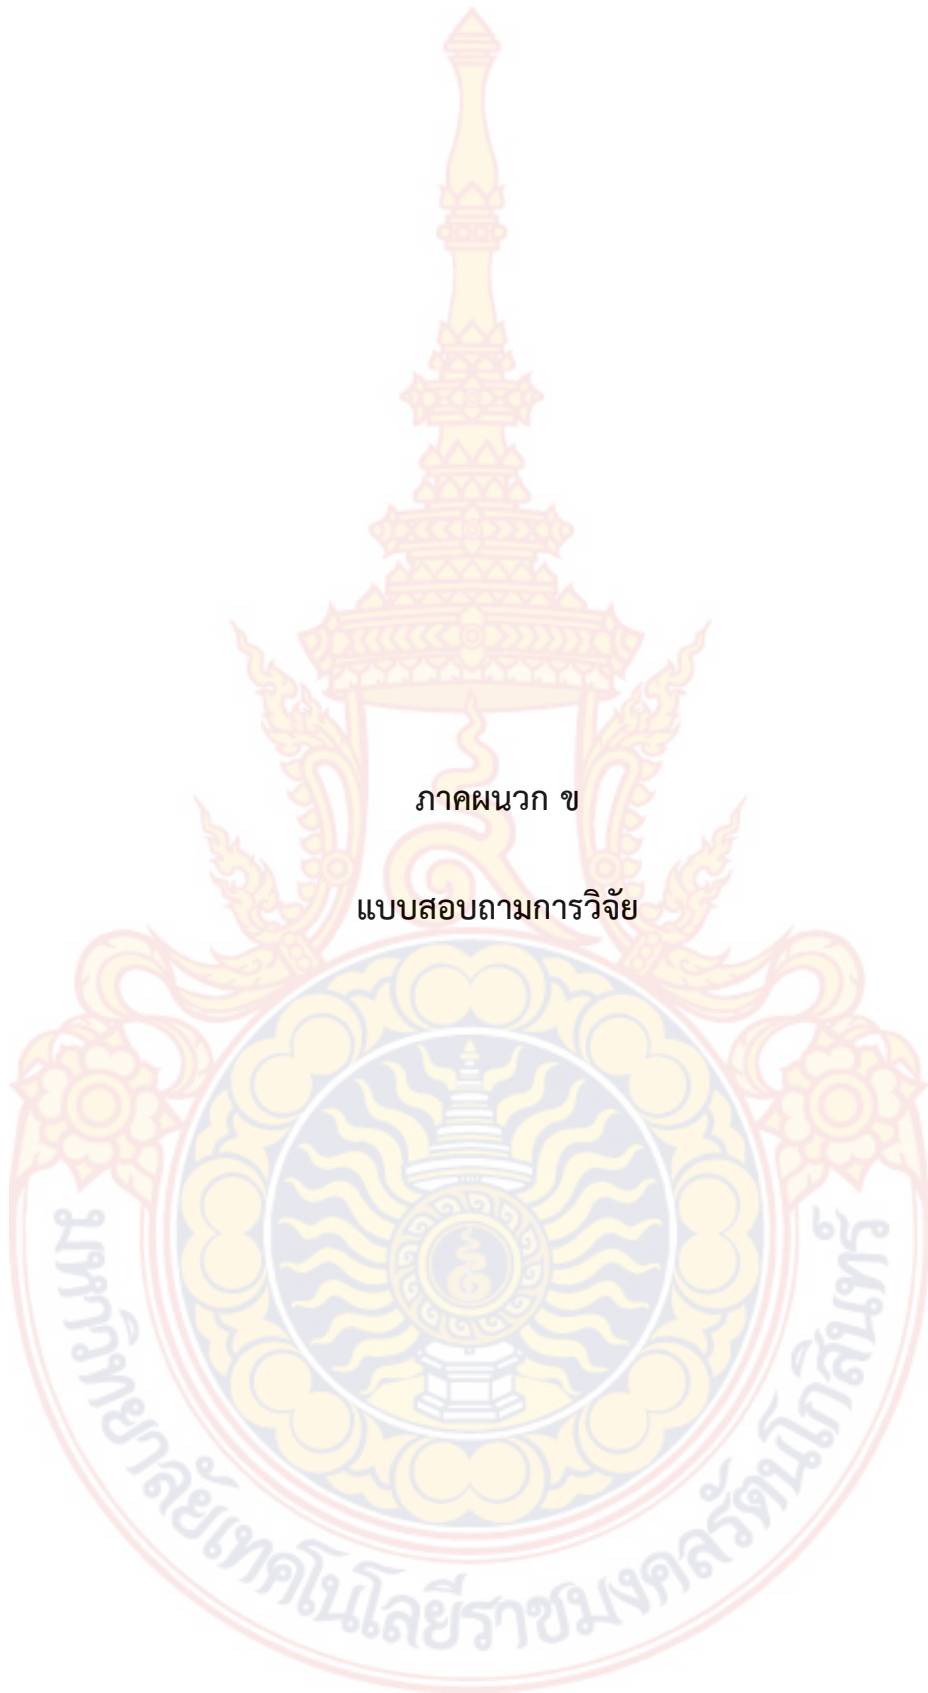 ภาคผนวก ข
แบบสอบถามการวิจัย
มหาวิทยาลัยเทคโนโลยีราชมงคลรัตนโกสินทร์